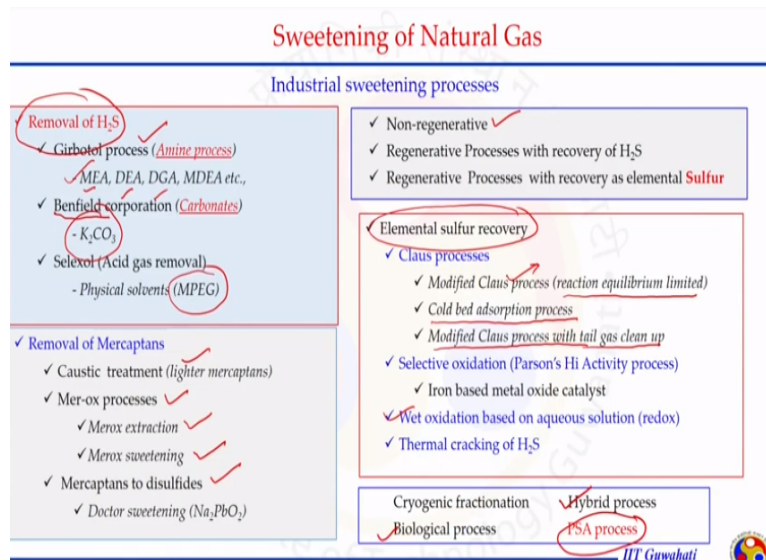 Sweetening of Natural Gas
Industrial sweetening processes
✓ Removal of H₂S
✓ Girbotol process (Amine process)
✓ MEA, DEA, DGA, MDEA etc.,
✓ Benfield corporation (Carbonates)
- K₂CO₃
✓ Selexol (Acid gas removal)
- Physical solvents (MPEG)
✓ Removal of Mercaptans
✓ Caustic treatment (lighter mercaptans)
✓ Mer-ox processes
✓ Merox extraction
✓ Merox sweetening
✓ Mercaptans to disulfides
✓ Doctor sweetening (Na₂PbO₂)
✓ Non-regenerative
✓ Regenerative Processes with recovery of H₂S
✓ Regenerative Processes with recovery as elemental Sulfur
✓ Elemental sulfur recovery
✓ Claus processes
✓ Modified Claus process (reaction equilibrium limited)
✓ Cold bed adsorption process
✓ Modified Claus process with tail gas clean up
✓ Selective oxidation (Parson's Hi Activity process)
✓ Iron based metal oxide catalyst
✓ Wet oxidation based on aqueous solution (redox)
✓ Thermal cracking of H₂S
Cryogenic fractionation Hybrid process
Biological process PSA process
IIT Guwahati